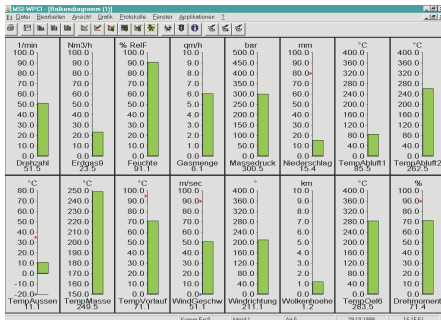 MSI-WPCI - [Balkendiagramm (1)]
Datei Bearbeiten Ansicht Grafik Protokolle Fenster Applikationen ?
1/min Nm3/h % RelF qm/h bar mm °C °C
100.0 100.0 100.0 10.0 500.0 100.0 400.0 400.0
90.0 90.0 90.0 9.0 450.0 90.0 360.0 360.0
80.0 80.0 80.0 8.0 400.0 80.0 320.0 320.0
70.0 70.0 70.0 7.0 350.0 70.0 280.0 280.0
60.0 60.0 60.0 6.0 300.0 60.0 240.0 240.0
50.0 50.0 50.0 5.0 250.0 50.0 200.0 200.0
40.0 40.0 40.0 4.0 200.0 40.0 160.0 160.0
30.0 30.0 30.0 3.0 150.0 30.0 120.0 120.0
20.0 20.0 20.0 2.0 100.0 20.0 80.0 80.0
10.0 10.0 10.0 1.0 50.0 10.0 40.0 40.0
0.0 0.0 0.0 0.0 0.0 0.0 0.0 0.0
Drehzahl Erdgas9 Feuchte Gasmenge Massedruck Niederschlag TempAbluft1 TempAbluft2
51.5 23.5 91.1 6.1 300.5 15.4 85.5 262.5
°C °C °C m/sec ° km °C %
80.0 250.0 100.0 100.0 400.0 10.0 400.0 100.0
70.0 240.0 90.0 90.0 360.0 9.0 360.0 90.0
60.0 230.0 80.0 80.0 320.0 8.0 320.0 80.0
50.0 220.0 70.0 70.0 280.0 7.0 280.0 70.0
40.0 210.0 60.0 60.0 240.0 6.0 240.0 60.0
30.0 200.0 50.0 50.0 200.0 5.0 200.0 50.0
20.0 190.0 40.0 40.0 160.0 4.0 160.0 40.0
10.0 180.0 30.0 30.0 120.0 3.0 120.0 30.0
0.0 170.0 20.0 20.0 80.0 2.0 80.0 20.0
-10.0 160.0 10.0 10.0 40.0 1.0 40.0 10.0
-20.0 150.0 0.0 0.0 0.0 0.0 0.0 0.0
TempAussen TempMasse TempVorlauf WindGeschw Windrichtung Wolkenhoehe TempOel6 Drehmoment
11.1 249.5 71.1 51.1 211.1 1.2 283.5 71.4